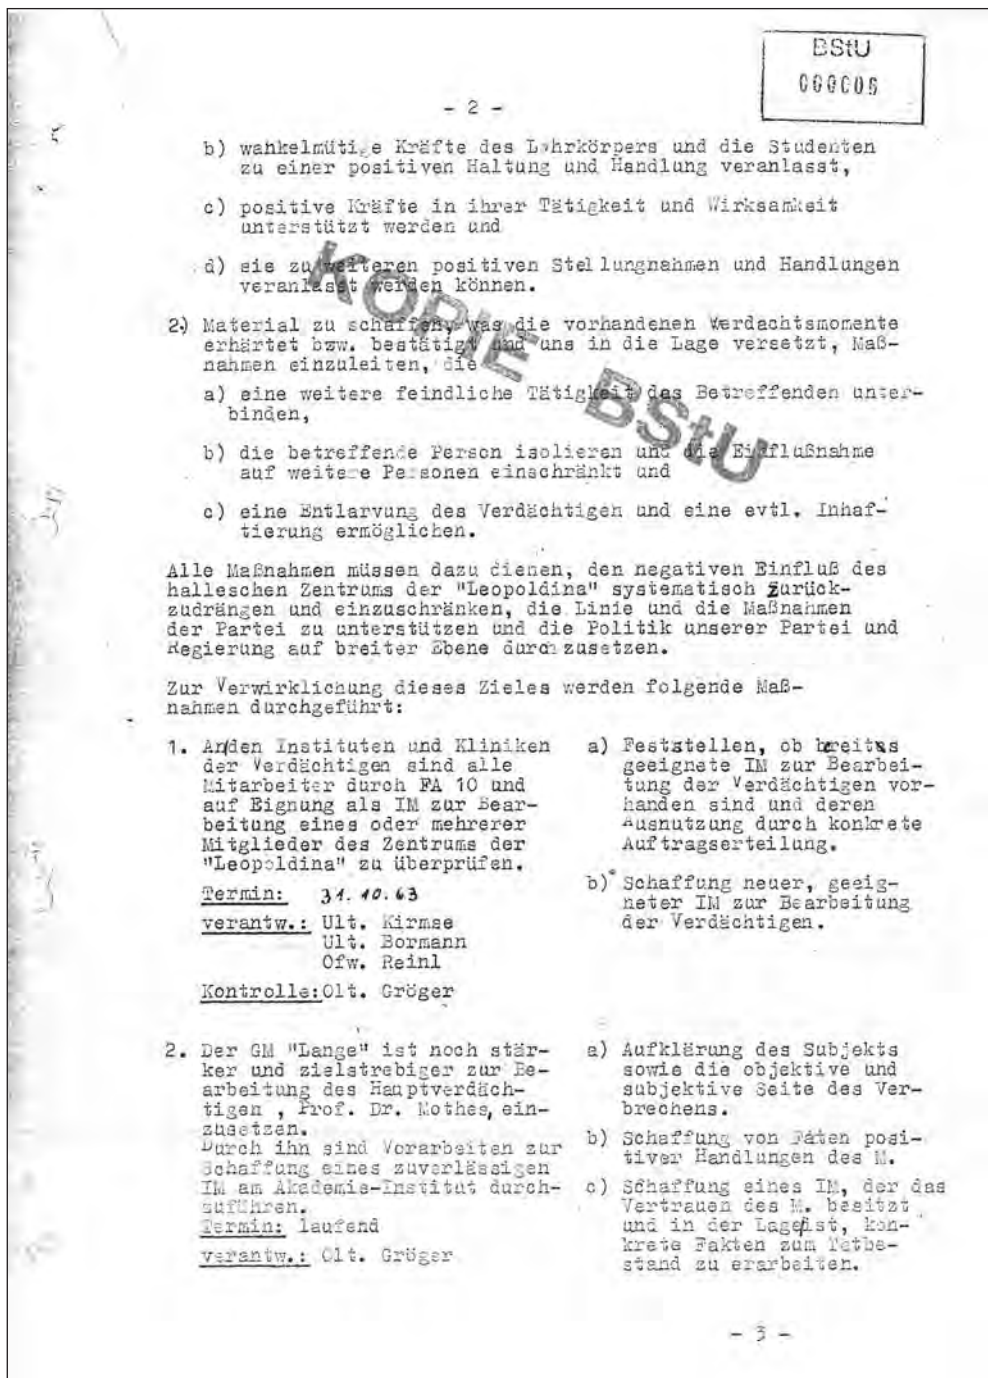 BStU
000006
- 2 -
b) wankelmütige Kräfte des Lehrkörpers und die Studenten
zu einer positiven Haltung und Handlung veranlasst,
c) positive Kräfte in ihrer Tätigkeit und Wirksamkeit
unterstützt werden und
d) sie zu weiteren positiven Stellungnahmen und Handlungen
veranlasst werden können.
KOPIE BStU
2.) Material zu schaffen, was die vorhandenen Verdachtsmomente
erhärtet bzw. bestätigt und uns in die Lage versetzt, Maß-
nahmen einzuleiten, die
a) eine weitere feindliche Tätigkeit des Betreffenden unter-
binden,
b) die betreffende Person isolieren und die Einflußnahme
auf weitere Personen einschränkt und
c) eine Entlarvung des Verdächtigen und eine evtl. Inhaf-
tierung ermöglichen.
Alle Maßnahmen müssen dazu dienen, den negativen Einfluß des
halleschen Zentrums der "Leopoldina" systematisch zurück-
zudrängen und einzuschränken, die Linie und die Maßnahmen
der Partei zu unterstützen und die Politik unserer Partei und
Regierung auf breiter Ebene durchzusetzen.
Zur Verwirklichung dieses Zieles werden folgende Maß-
nahmen durchgeführt:
1. An den Instituten und Kliniken
der Verdächtigen sind alle
Mitarbeiter durch FA 10 und
auf Eignung als IM zur Bear-
beitung eines oder mehrerer
Mitglieder des Zentrums der
"Leopoldina" zu überprüfen.
Termin: 31.10.63
verantw.: Ult. Kirmse
Ult. Bormann
Ofw. Reinl
Kontrolle: Olt. Gröger
a) Feststellen, ob bereits
geeignete IM zur Bearbei-
tung der Verdächtigen vor-
handen sind und deren
Ausnutzung durch konkrete
Auftragserteilung.
b) Schaffung neuer, geeig-
neter IM zur Bearbeitung
der Verdächtigen.
2. Der GM "Lange" ist noch stär-
ker und zielstrebiger zur Be-
arbeitung des Hauptverdäch-
tigen , Prof. Dr. Mothes, ein-
zusetzen.
Durch ihn sind Vorarbeiten zur
Schaffung eines zuverlässigen
IM am Akademie-Institut durch-
zuführen.
Termin: laufend
verantw.: Olt. Gröger
a) Aufklärung des Subjekts
sowie die objektive und
subjektive Seite des Ver-
brechens.
b) Schaffung von Fäten posi-
tiver Handlungen des M.
c) Schaffung eines IM, der das
Vertrauen des M. besitzt
und in der Lage ist, kon-
krete Fakten zum Tatbe-
stand zu erarbeiten.
- 3 -